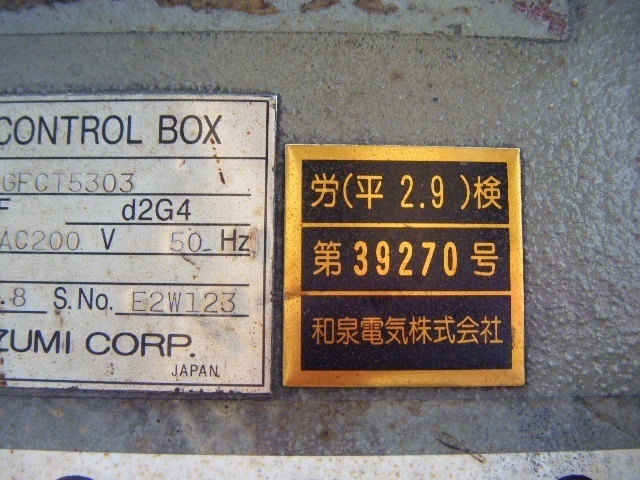 CONTROL BOX
GFCT5303
F d2G4
AC200 V 50 Hz
.8 S.No. E2W123
ZUMI CORP.
JAPAN
労(平 2.9 )検
第 39270 号
和泉電気株式会社